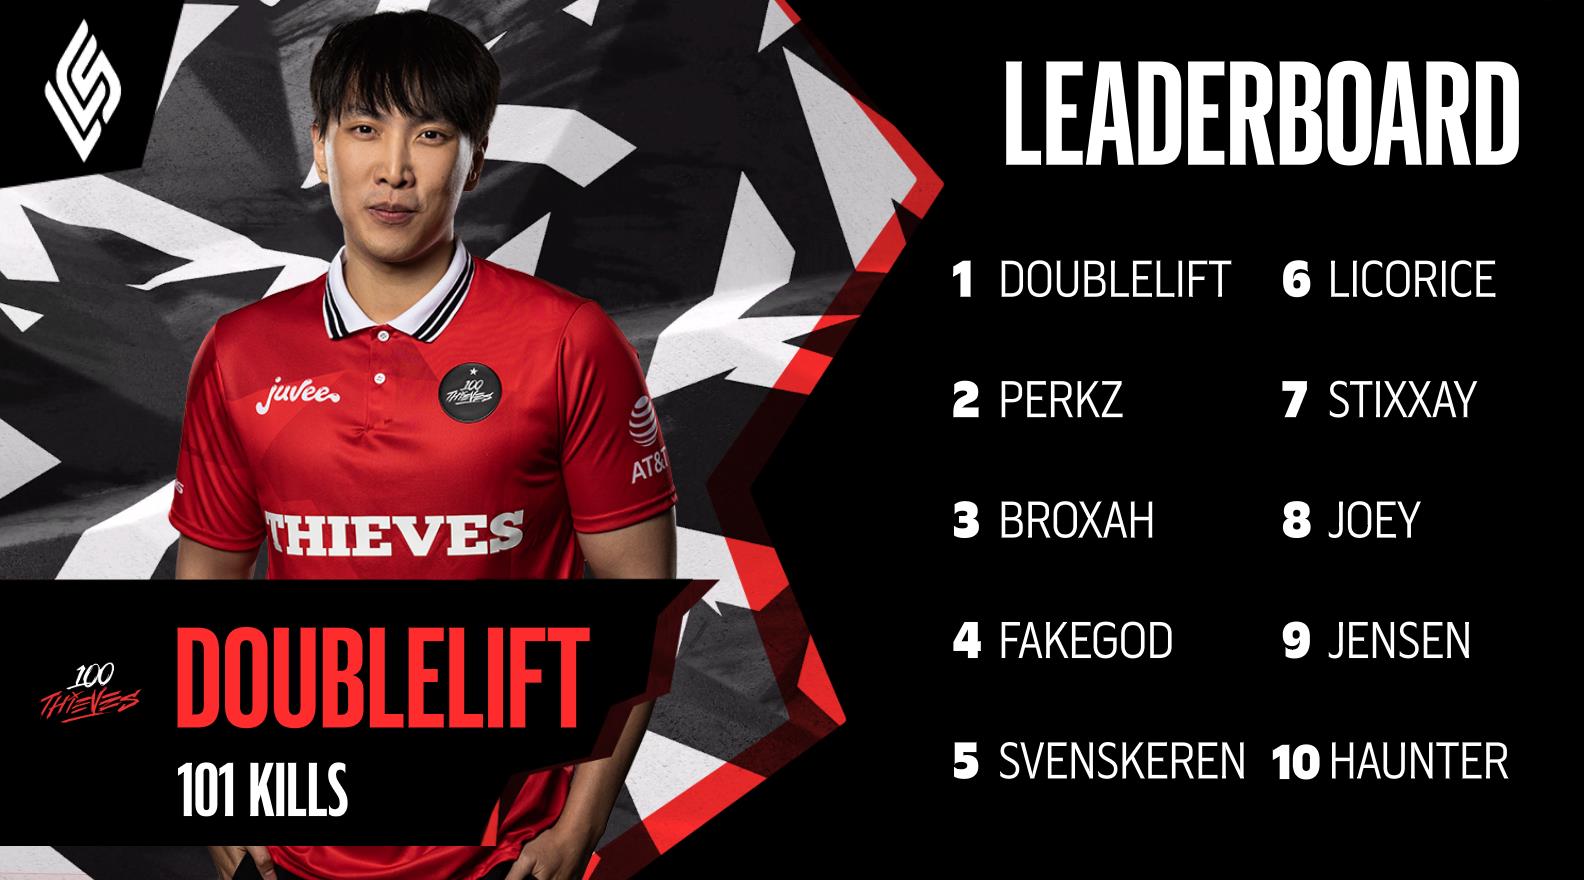 juvee
100
THIEVES
AT&T
THIEVES
100
THIEVES
DOUBLELIFT
101 KILLS
LEADERBOARD
1 DOUBLELIFT
2 PERKZ
3 BROXAH
4 FAKEGOD
5 SVENSKEREN
6 LICORICE
7 STIXXAY
8 JOEY
9 JENSEN
10 HAUNTER